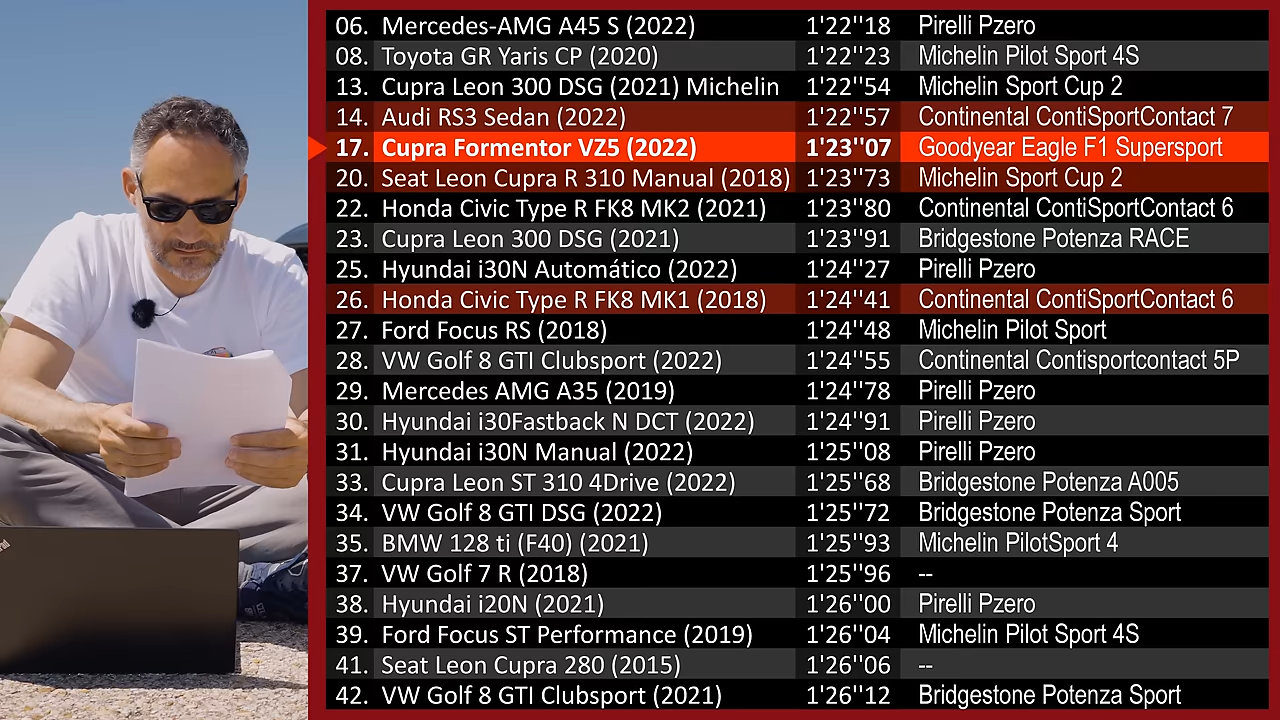 06. Mercedes-AMG A45 S (2022) 1'22''18 Pirelli Pzero
08. Toyota GR Yaris CP (2020) 1'22''23 Michelin Pilot Sport 4S
13. Cupra Leon 300 DSG (2021) Michelin 1'22''54 Michelin Sport Cup 2
14. Audi RS3 Sedan (2022) 1'22''57 Continental ContiSportContact 7
17. Cupra Formentor VZ5 (2022) 1'23''07 Goodyear Eagle F1 Supersport
20. Seat Leon Cupra R 310 Manual (2018) 1'23''73 Michelin Sport Cup 2
22. Honda Civic Type R FK8 MK2 (2021) 1'23''80 Continental ContiSportContact 6
23. Cupra Leon 300 DSG (2021) 1'23''91 Bridgestone Potenza RACE
25. Hyundai i30N Automático (2022) 1'24''27 Pirelli Pzero
26. Honda Civic Type R FK8 MK1 (2018) 1'24''41 Continental ContiSportContact 6
27. Ford Focus RS (2018) 1'24''48 Michelin Pilot Sport
28. VW Golf 8 GTI Clubsport (2022) 1'24''55 Continental Contisportcontact 5P
29. Mercedes AMG A35 (2019) 1'24''78 Pirelli Pzero
30. Hyundai i30Fastback N DCT (2022) 1'24''91 Pirelli Pzero
31. Hyundai i30N Manual (2022) 1'25''08 Pirelli Pzero
33. Cupra Leon ST 310 4Drive (2022) 1'25''68 Bridgestone Potenza A005
34. VW Golf 8 GTI DSG (2022) 1'25''72 Bridgestone Potenza Sport
35. BMW 128 ti (F40) (2021) 1'25''93 Michelin PilotSport 4
37. VW Golf 7 R (2018) 1'25''96 --
38. Hyundai i20N (2021) 1'26''00 Pirelli Pzero
39. Ford Focus ST Performance (2019) 1'26''04 Michelin Pilot Sport 4S
41. Seat Leon Cupra 280 (2015) 1'26''06 --
42. VW Golf 8 GTI Clubsport (2021) 1'26''12 Bridgestone Potenza Sport